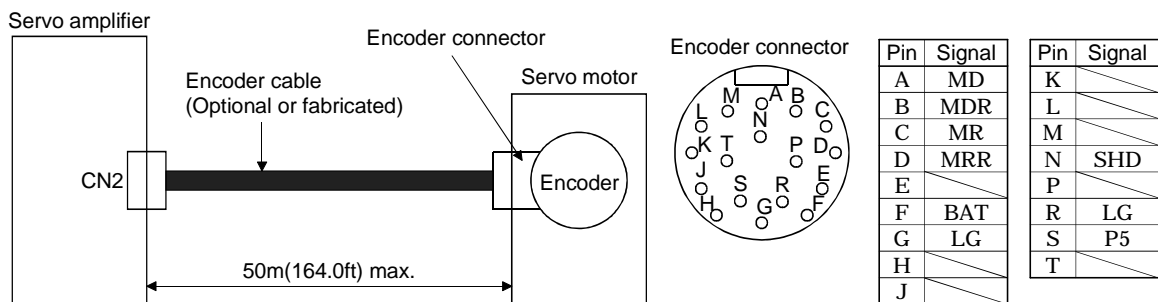 Servo amplifier
Encoder connector
Encoder cable
(Optional or fabricated)
Servo motor
CN2
Encoder
50m(164.0ft) max.
Encoder connector
M
A
B
L
N
C
K
T
P
D
J
S
R
E
H
G
F
Pin Signal
A MD
B MDR
C MR
D MRR
E
F BAT
G LG
H
J
Pin Signal
K
L
M
N SHD
P
R LG
S P5
T